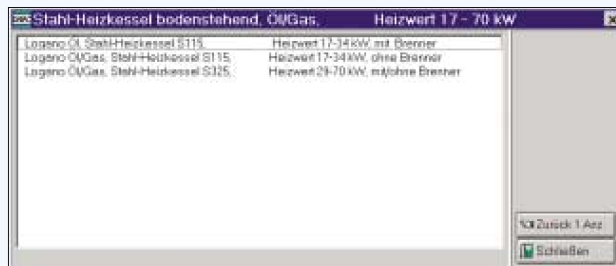 Stahl-Heizkessel bodenstehend, Öl/Gas, Heizwert 17 - 70 kW
Logano Öl, Stahl-Heizkessel S115, Heizwert 17-34 kW, mit Brenner
Logano Öl/Gas, Stahl-Heizkessel S115, Heizwert 17-34 kW, ohne Brenner
Logano Öl/Gas, Stahl-Heizkessel S325, Heizwert 29-70 kW, mit/ohne Brenner
Zurück 1 Anz
Schließen